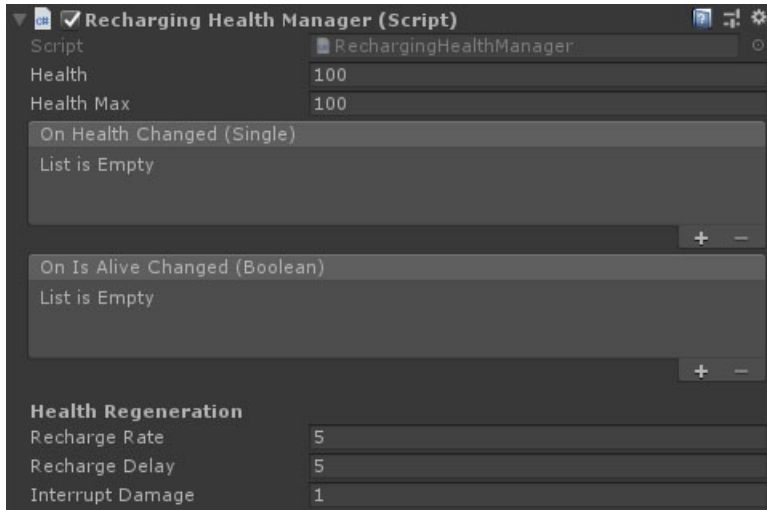 Recharging Health Manager (Script)
Script RechargingHealthManager
Health 100
Health Max 100
On Health Changed (Single)
List is Empty
+ −
On Is Alive Changed (Boolean)
List is Empty
+ −
Health Regeneration
Recharge Rate 5
Recharge Delay 5
Interrupt Damage 1